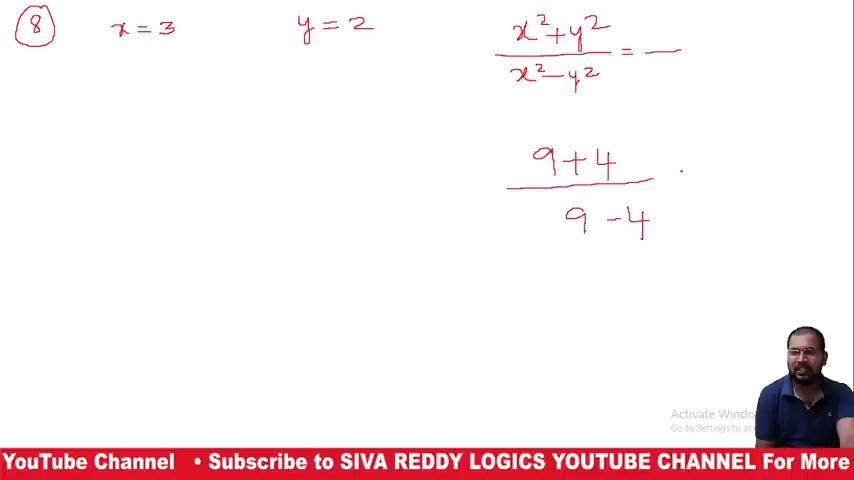 8 x = 3 y = 2 x²+y² / x²-y² = —
9+4 / 9-4
Activate Windo
Go to Settings to ac
YouTube Channel • Subscribe to SIVA REDDY LOGICS YOUTUBE CHANNEL For More